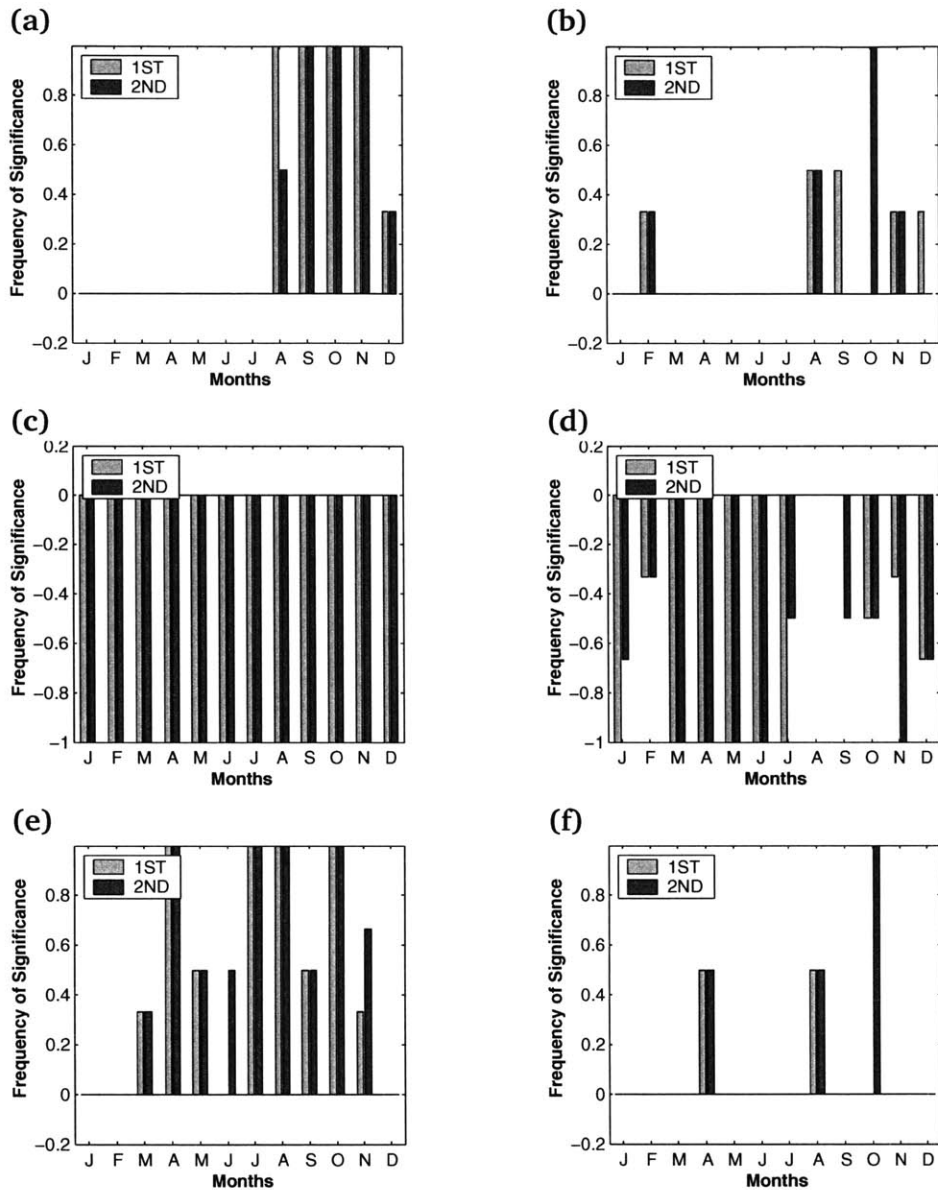 (a)
1ST
2ND
0.8
0.6
0.4
0.2
0
−0.2
Frequency of Significance
J F M A M J J A S O N D
Months
(b)
1ST
2ND
0.8
0.6
0.4
0.2
0
−0.2
Frequency of Significance
J F M A M J J A S O N D
Months
(c)
0.2
1ST
2ND
0
−0.2
−0.4
−0.6
−0.8
−1
Frequency of Significance
J F M A M J J A S O N D
Months
(d)
0.2
1ST
2ND
0
−0.2
−0.4
−0.6
−0.8
−1
Frequency of Significance
J F M A M J J A S O N D
Months
(e)
1ST
2ND
0.8
0.6
0.4
0.2
0
−0.2
Frequency of Significance
J F M A M J J A S O N D
Months
(f)
1ST
2ND
0.8
0.6
0.4
0.2
0
−0.2
Frequency of Significance
J F M A M J J A S O N D
Months